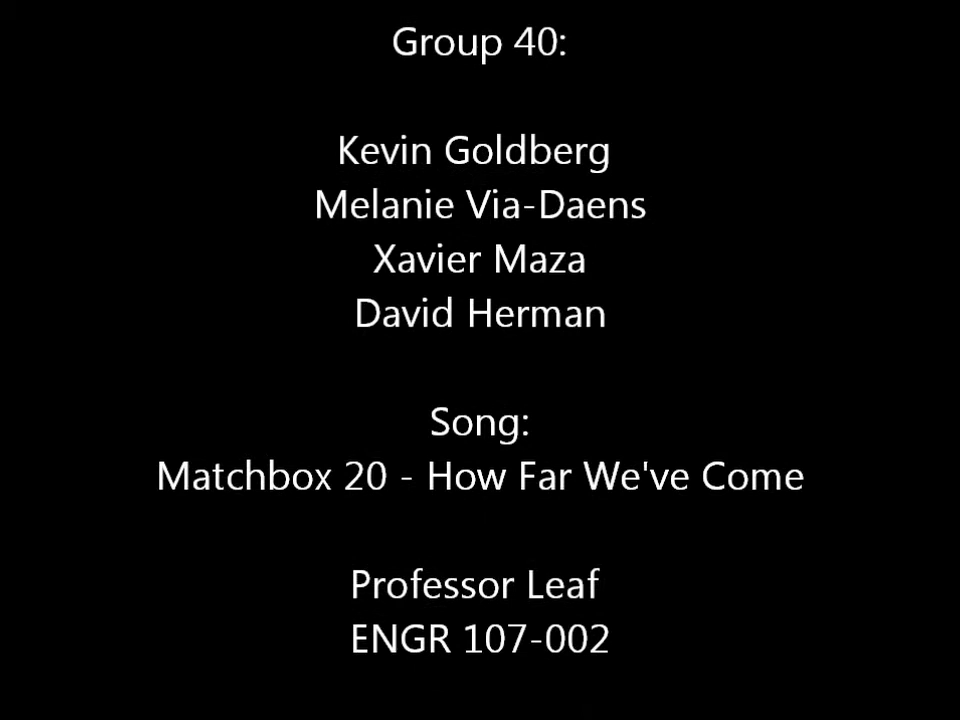 Group 40:
Kevin Goldberg
Melanie Via-Daens
Xavier Maza
David Herman
Song:
Matchbox 20 - How Far We've Come
Professor Leaf
ENGR 107-002